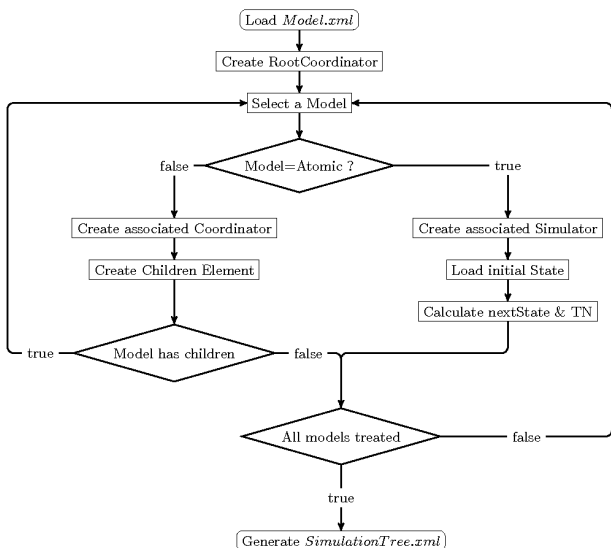 Load Model.xml
Create RootCoordinator
Select a Model
Model=Atomic ?
false
true
Create associated Coordinator
Create associated Simulator
Create Children Element
Load initial State
Calculate nextState & TN
true
Model has children
false
All models treated
false
true
Generate SimulationTree.xml